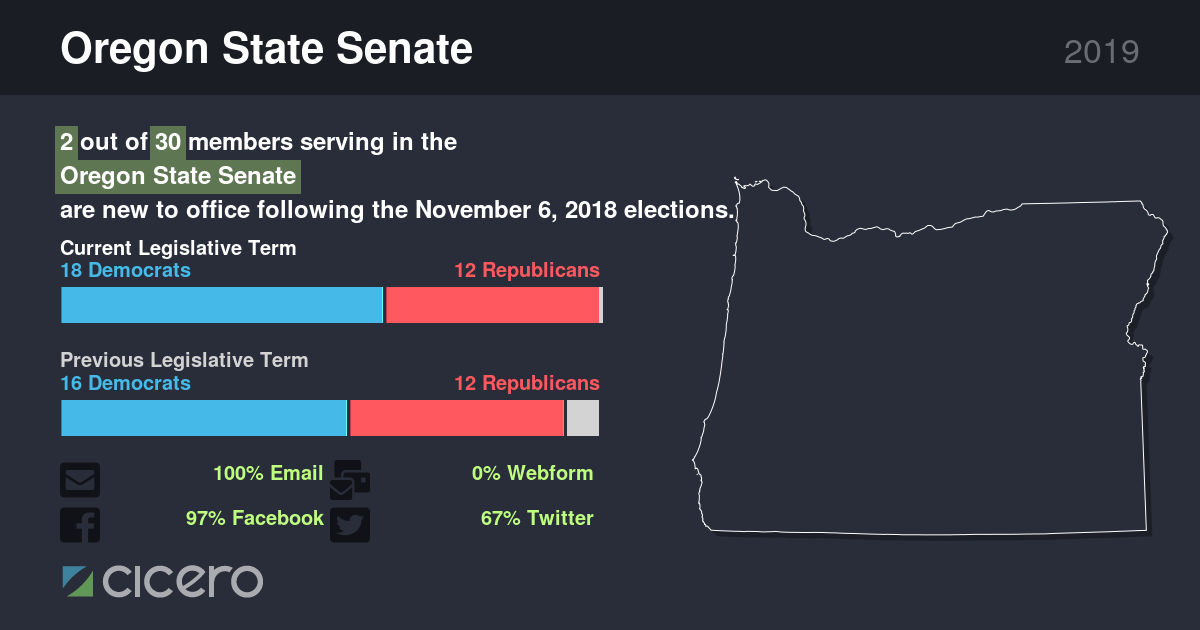 Oregon State Senate
2019
2 out of 30 members serving in the
Oregon State Senate
are new to office following the November 6, 2018 elections.
Current Legislative Term
18 Democrats
12 Republicans
Previous Legislative Term
16 Democrats
12 Republicans
100% Email
0% Webform
97% Facebook
67% Twitter
cicero